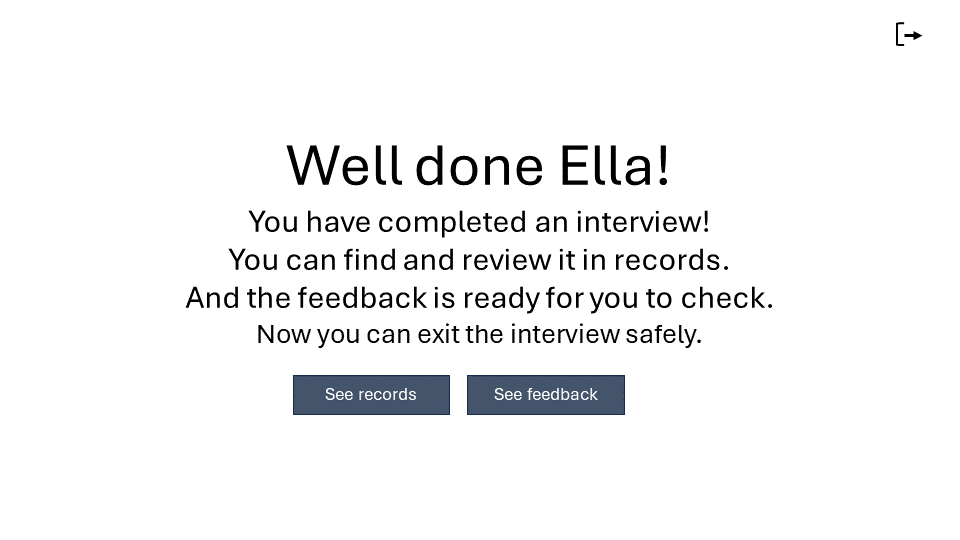 Well done Ella!
You have completed an interview!
You can find and review it in records.
And the feedback is ready for you to check.
Now you can exit the interview safely.
See records
See feedback